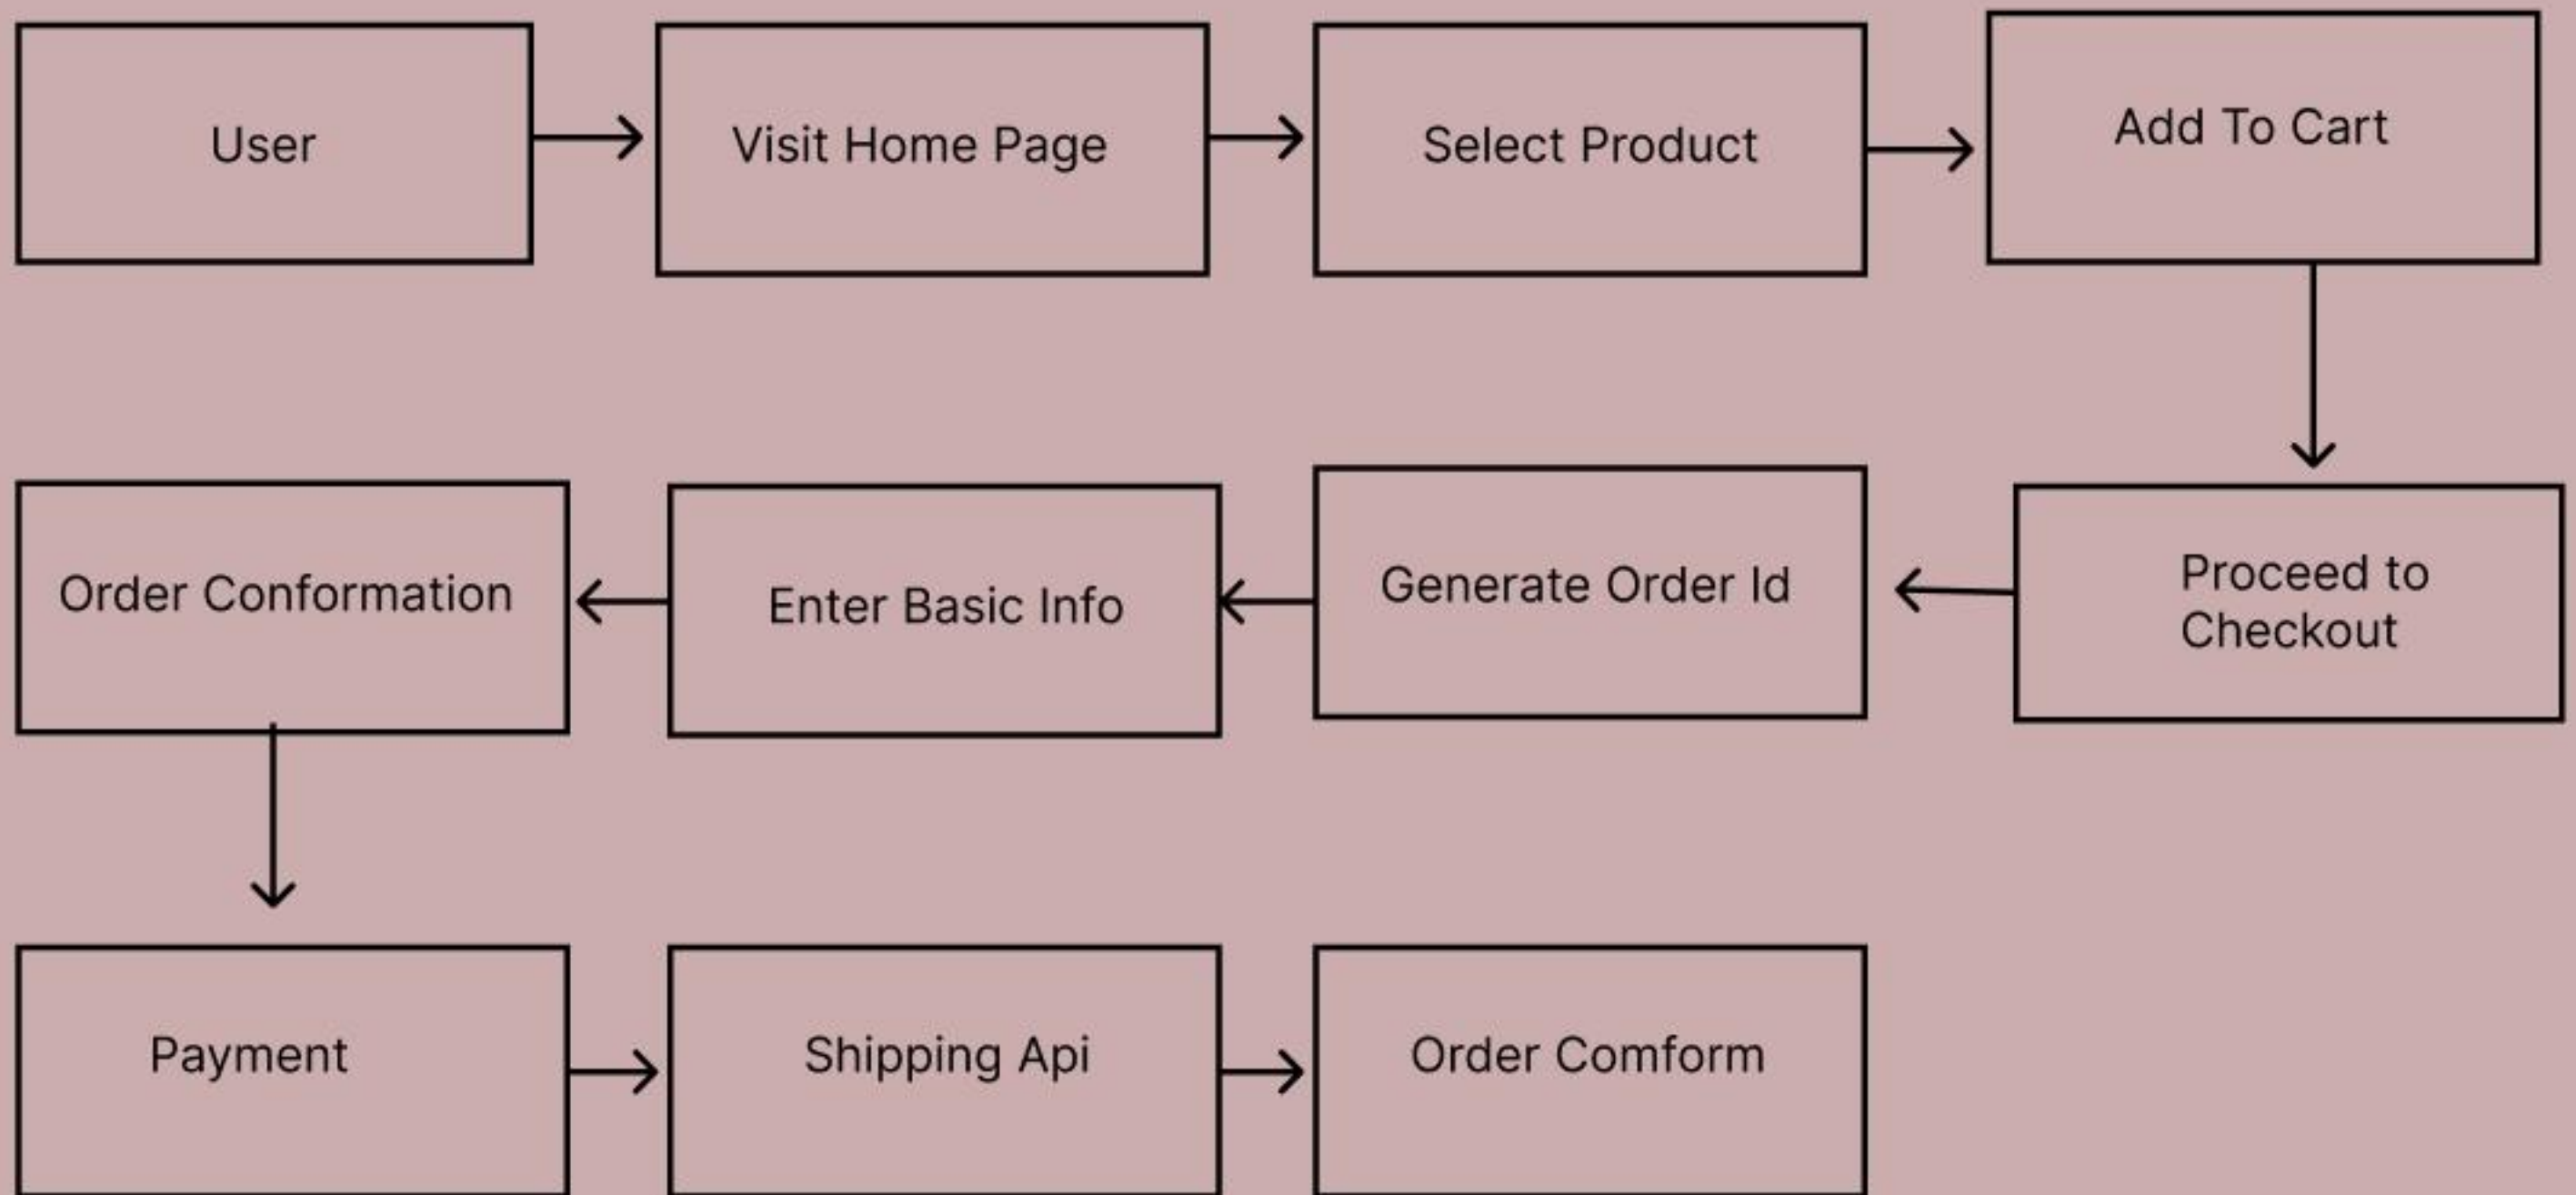 User
Visit Home Page
Select Product
Add To Cart
Order Conformation
Enter Basic Info
Generate Order Id
Proceed to
Checkout
Payment
Shipping Api
Order Comform